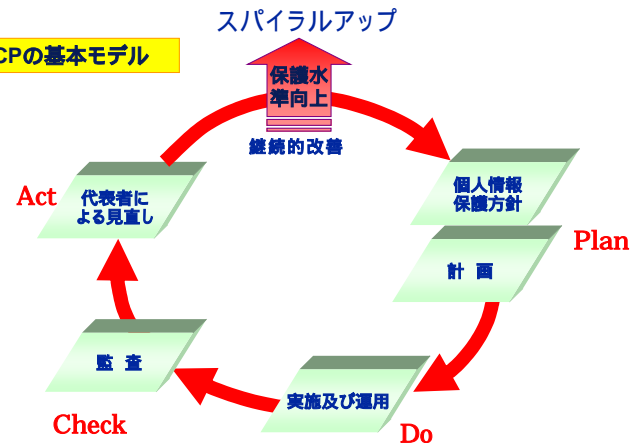 スパイラルアップ
CPの基本モデル
保護水
準向上
継続的改善
Act
代表者に
よる見直し
個人情報
保護方針
Plan
計 画
監 査
実施及び運用
Check
Do